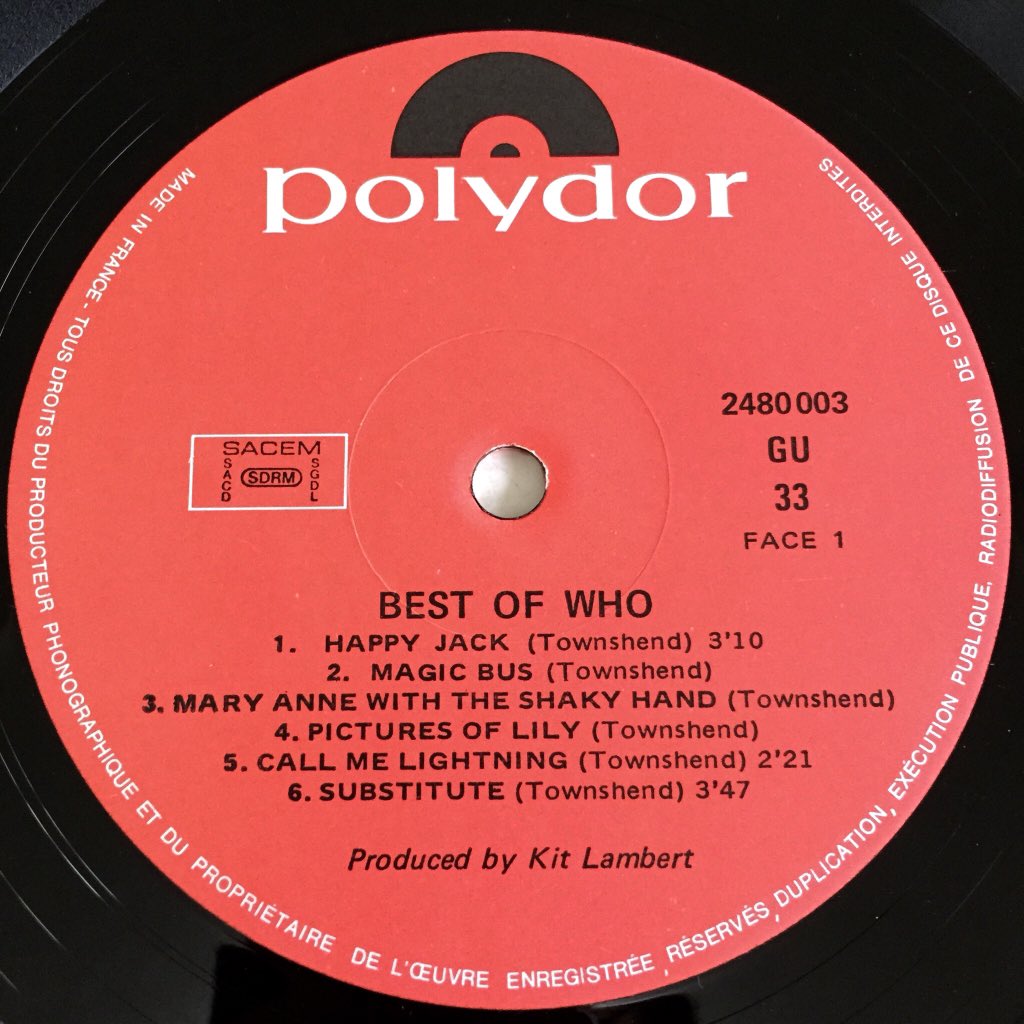 polydor
2480 003
GU
33
FACE 1
SACEM
SACD
SDRM
SGDL
BEST OF WHO
1. HAPPY JACK (Townshend) 3'10
2. MAGIC BUS (Townshend)
3. MARY ANNE WITH THE SHAKY HAND (Townshend)
4. PICTURES OF LILY (Townshend)
5. CALL ME LIGHTNING (Townshend) 2'21
6. SUBSTITUTE (Townshend) 3'47
Produced by Kit Lambert
MADE IN FRANCE - TOUS DROITS DU PRODUCTEUR PHONOGRAPHIQUE ET DU PROPRIÉTAIRE DE L'ŒUVRE ENREGISTRÉE, RÉSERVÉS, DUPLICATION, EXÉCUTION PUBLIQUE, RADIODIFFUSION DE CE DISQUE INTERDITES